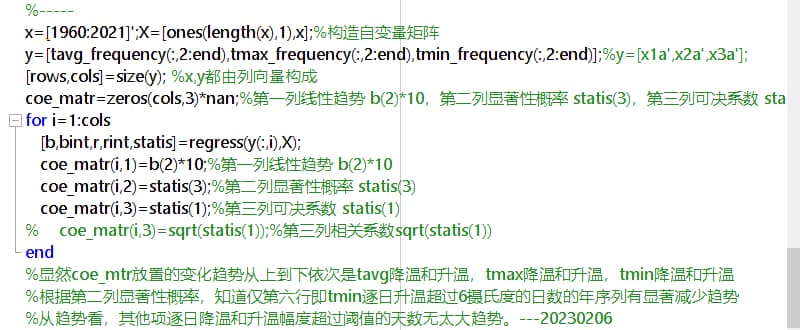 %-----
x=[1960:2021]';X=[ones(length(x),1),x];%构造自变量矩阵
y=[tavg_frequency(:,2:end),tmax_frequency(:,2:end),tmin_frequency(:,2:end)];%y=[x1a',x2a',x3a'];
[rows,cols]=size(y); %x,y都由列向量构成
coe_matr=zeros(cols,3)*nan;%第一列线性趋势 b(2)*10，第二列显著性概率 statis(3)，第三列可决系数 sta
for i=1:cols
[b,bint,r,rint,statis]=regress(y(:,i),X);
coe_matr(i,1)=b(2)*10;%第一列线性趋势 b(2)*10
coe_matr(i,2)=statis(3);%第二列显著性概率 statis(3)
coe_matr(i,3)=statis(1);%第三列可决系数 statis(1)
% coe_matr(i,3)=sqrt(statis(1));%第三列相关系数sqrt(statis(1))
end
%显然coe_mtr放置的变化趋势从上到下依次是tavg降温和升温，tmax降温和升温，tmin降温和升温
%根据第二列显著性概率，知道仅第六行即tmin逐日升温超过6摄氏度的日数的年序列有显著减少趋势
%从趋势看，其他项逐日降温和升温幅度超过阈值的天数无太大趋势。---20230206